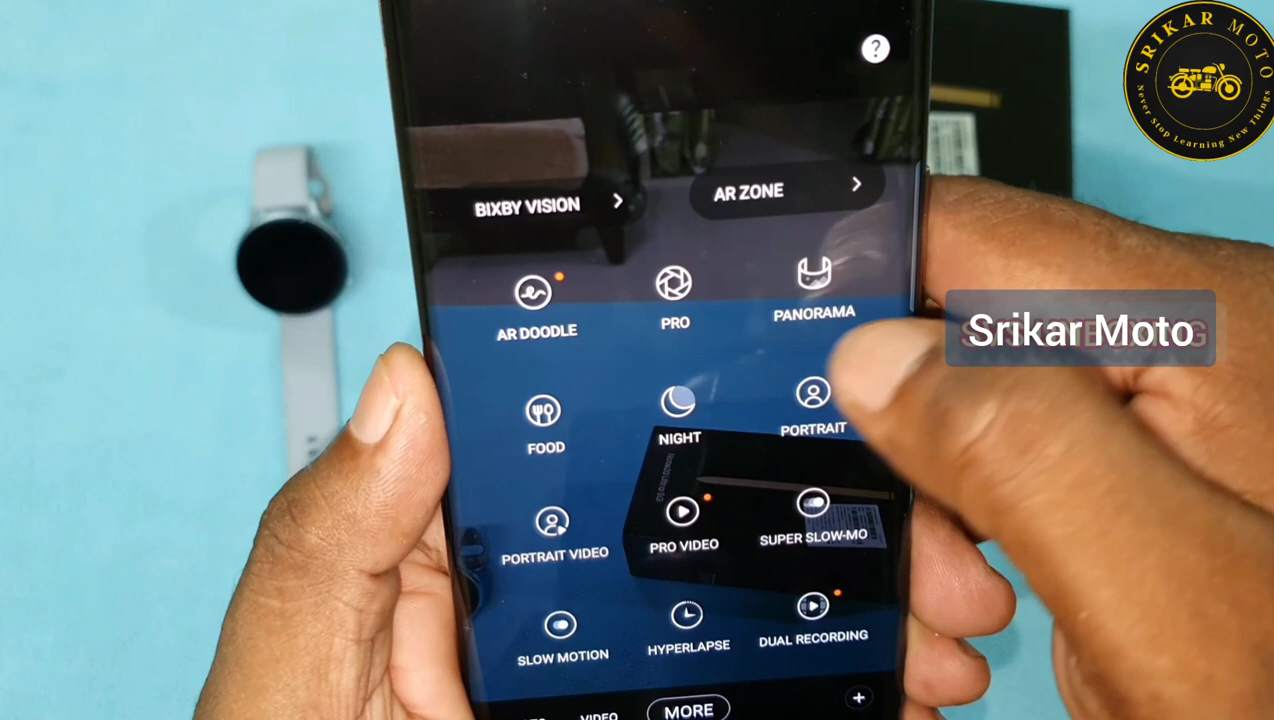 SRIKAR MOTO
Never Stop Learning New Things
?
BIXBY VISION
AR ZONE
AR DOODLE
PRO
PANORAMA
Srikar Moto
FOOD
NIGHT
PORTRAIT
PORTRAIT VIDEO
PRO VIDEO
SUPER SLOW-MO
SLOW MOTION
HYPERLAPSE
DUAL RECORDING
VIDEO
MORE